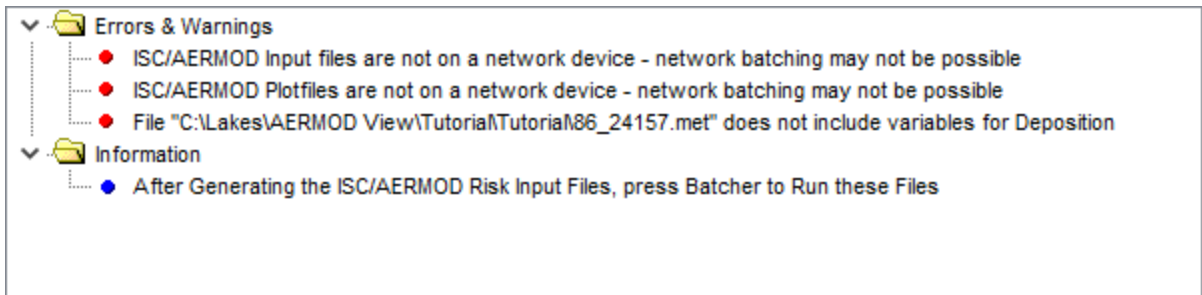 Errors & Warnings
ISC/AERMOD Input files are not on a network device - network batching may not be possible
ISC/AERMOD Plotfiles are not on a network device - network batching may not be possible
File "C:\Lakes\AERMOD View\Tutorial\Tutorial\86_24157.met" does not include variables for Deposition
Information
After Generating the ISC/AERMOD Risk Input Files, press Batcher to Run these Files